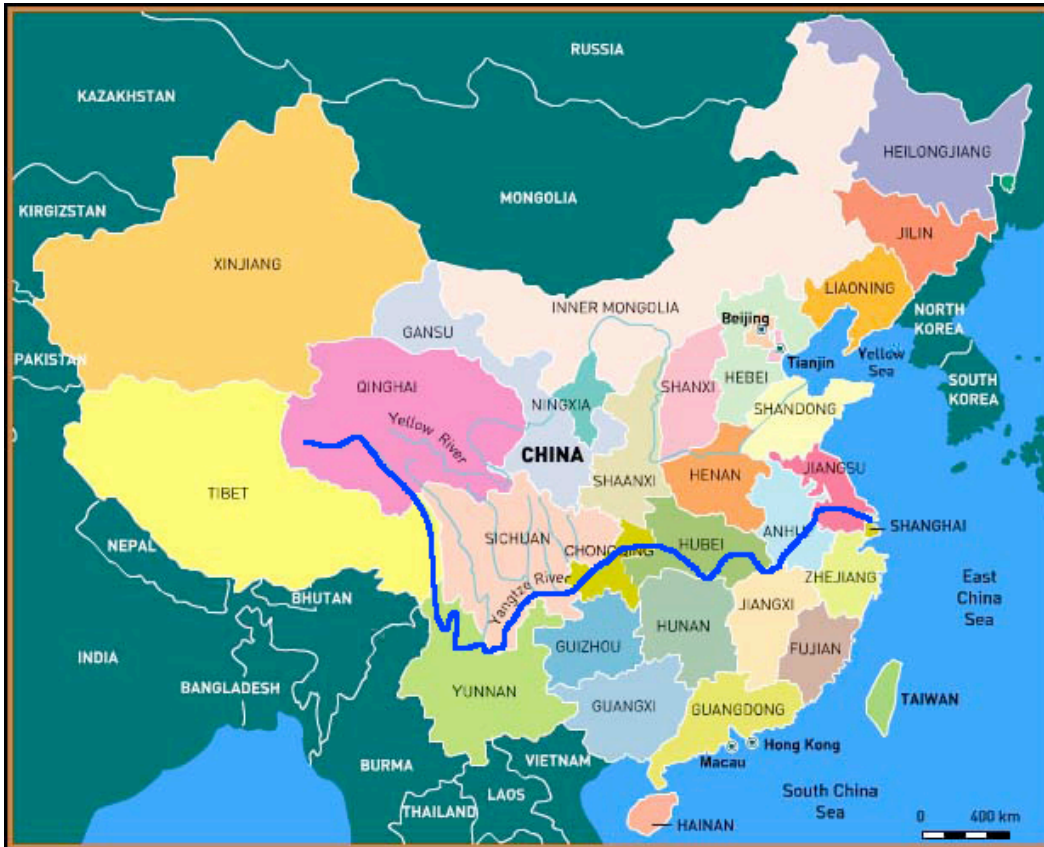 RUSSIA
KAZAKHSTAN
HEILONGJIANG
MONGOLIA
KIRGIZSTAN
JILIN
XINJIANG
LIAONING
INNER MONGOLIA
NORTH
KOREA
Beijing
GANSU
PAKISTAN
Tianjin
Yellow
Sea
QINGHAI
SHANXI
HEBEI
SOUTH
KOREA
NINGXIA
SHANDONG
Yellow River
CHINA
JIANGSU
HENAN
SHAANXI
TIBET
SHANGHAI
ANHU
SICHUAN
HUBEI
CHONGQING
NEPAL
ZHEJIANG
Yangtze River
East
China
Sea
BHUTAN
JIANGXI
HUNAN
GUIZHOU
FUJIAN
INDIA
BANGLADESH
YUNNAN
TAIWAN
GUANGXI
GUANGDONG
Hong Kong
Macau
VIETNAM
BURMA
LAOS
South China
Sea
THAILAND
0 400 km
HAINAN